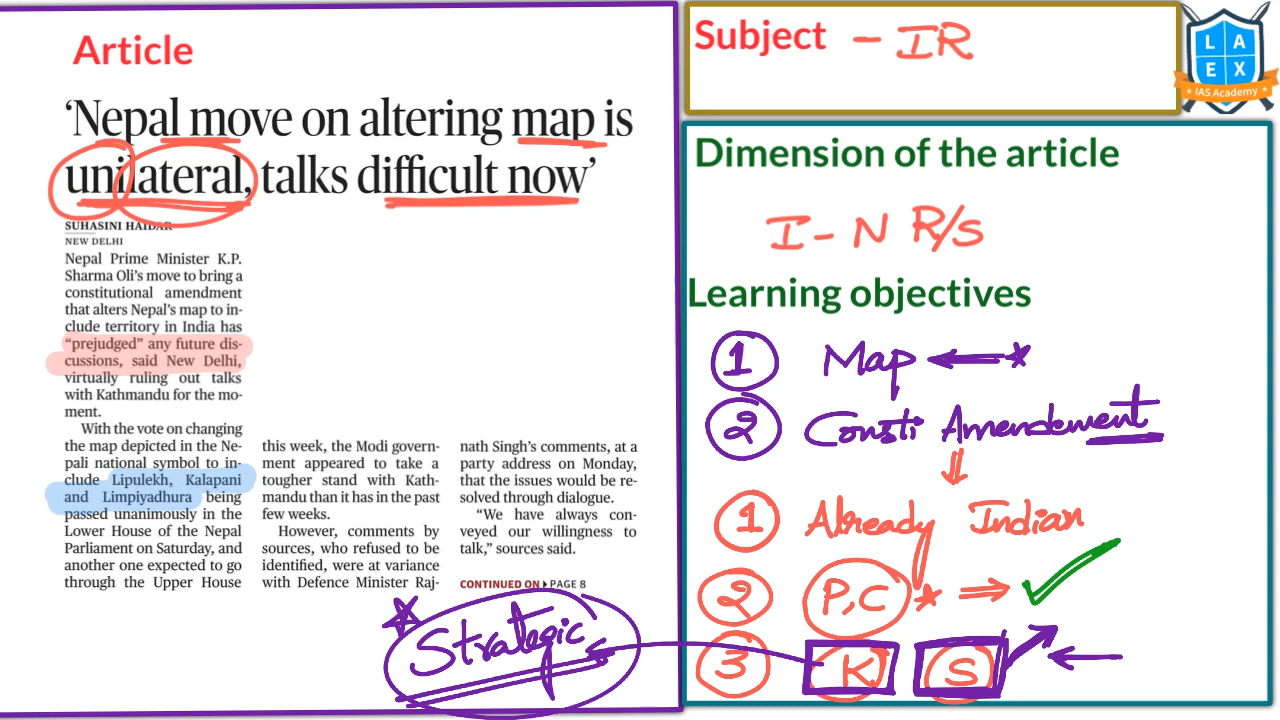 Article
‘Nepal move on altering map is
unilateral, talks difficult now’
SUHASINI HAIDAR
NEW DELHI
Nepal Prime Minister K.P.
Sharma Oli’s move to bring a
constitutional amendment
that alters Nepal’s map to in-
clude territory in India has
“prejudged” any future dis-
cussions, said New Delhi,
virtually ruling out talks
with Kathmandu for the mo-
ment.
With the vote on changing
the map depicted in the Ne-
pali national symbol to in-
clude Lipulekh, Kalapani
and Limpiyadhura being
passed unanimously in the
Lower House of the Nepal
Parliament on Saturday, and
another one expected to go
through the Upper House
this week, the Modi govern-
ment appeared to take a
tougher stand with Kath-
mandu than it has in the past
few weeks.
However, comments by
sources, who refused to be
identified, were at variance
with Defence Minister Raj-
nath Singh’s comments, at a
party address on Monday,
that the issues would be re-
solved through dialogue.
“We have always con-
veyed our willingness to
talk,” sources said.
CONTINUED ON PAGE 8
Strategic
Subject - IR
L A
E X
IAS Academy
Dimension of the article
I - N R/S
Learning objectives
1 Map
2 Consti Amendement
1 Already Indian
2 P,C
3 K S